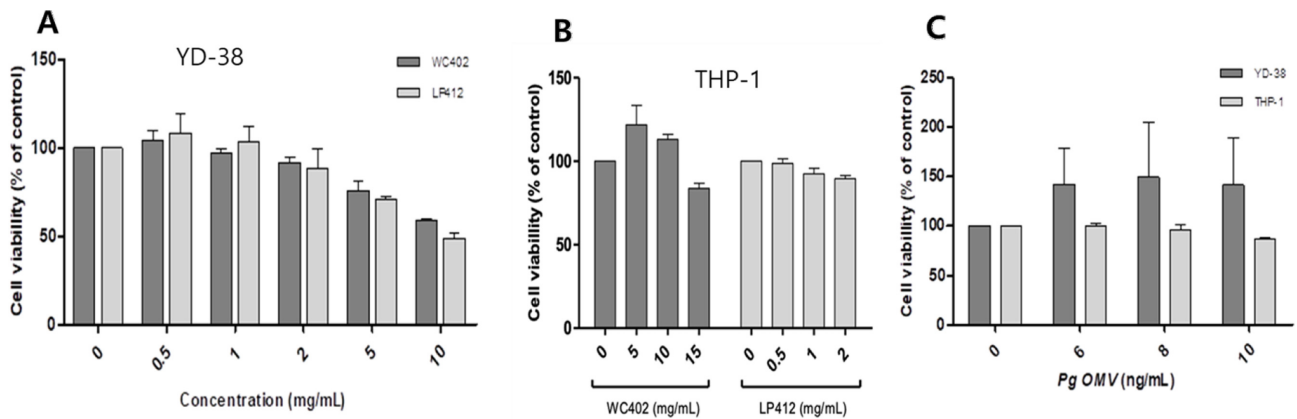 A
YD-38
WC402
LP412
Cell viabillity (% of control)
150
100
50
0
0
0.5
1
2
5
10
Concentration (mg/mL)
B
THP-1
Cell viability (% of control)
150
100
50
0
0
5
10
15
0
0.5
1
2
WC402 (mg/mL)
LP412 (mg/mL)
C
YD-38
THP-1
Cell viability (% of control)
250
200
150
100
50
0
0
6
8
10
Pg OMV (ng/mL)